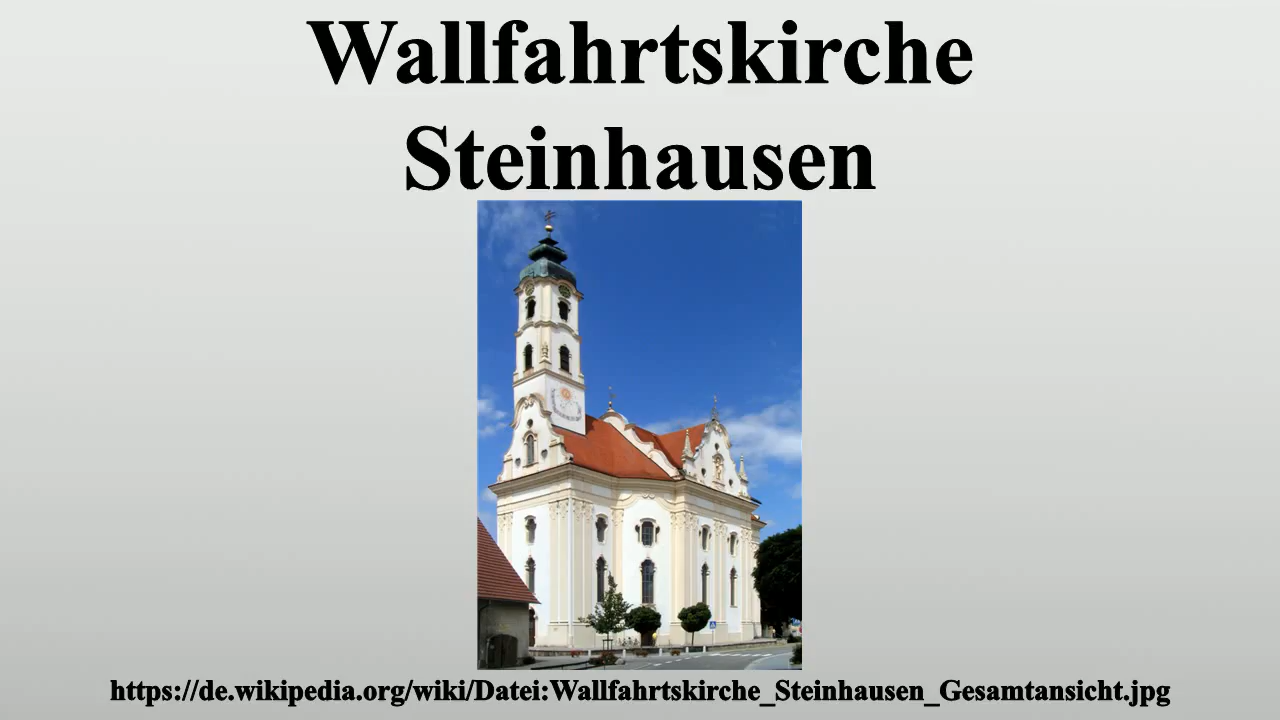 Wallfahrtskirche
Steinhausen
https://de.wikipedia.org/wiki/Datei:Wallfahrtskirche_Steinhausen_Gesamtansicht.jpg